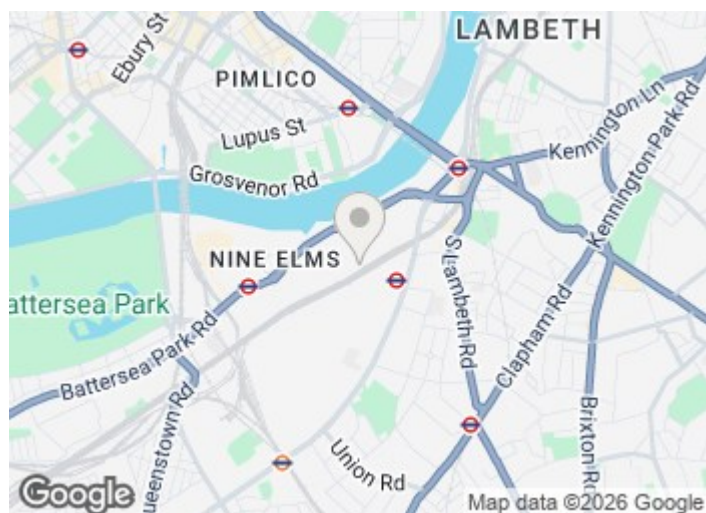 LAMBETH
Ebury St
PIMLICO
Lupus St
Grosvenor Rd
Kennington Ln
Kennington Park Rd
NINE ELMS
S Lambeth Rd
attersea Park
Clapham Rd
Battersea Park Rd
ueenstown Rd
Brixton Rd
Union Rd
Google
Map data ©2026 Google